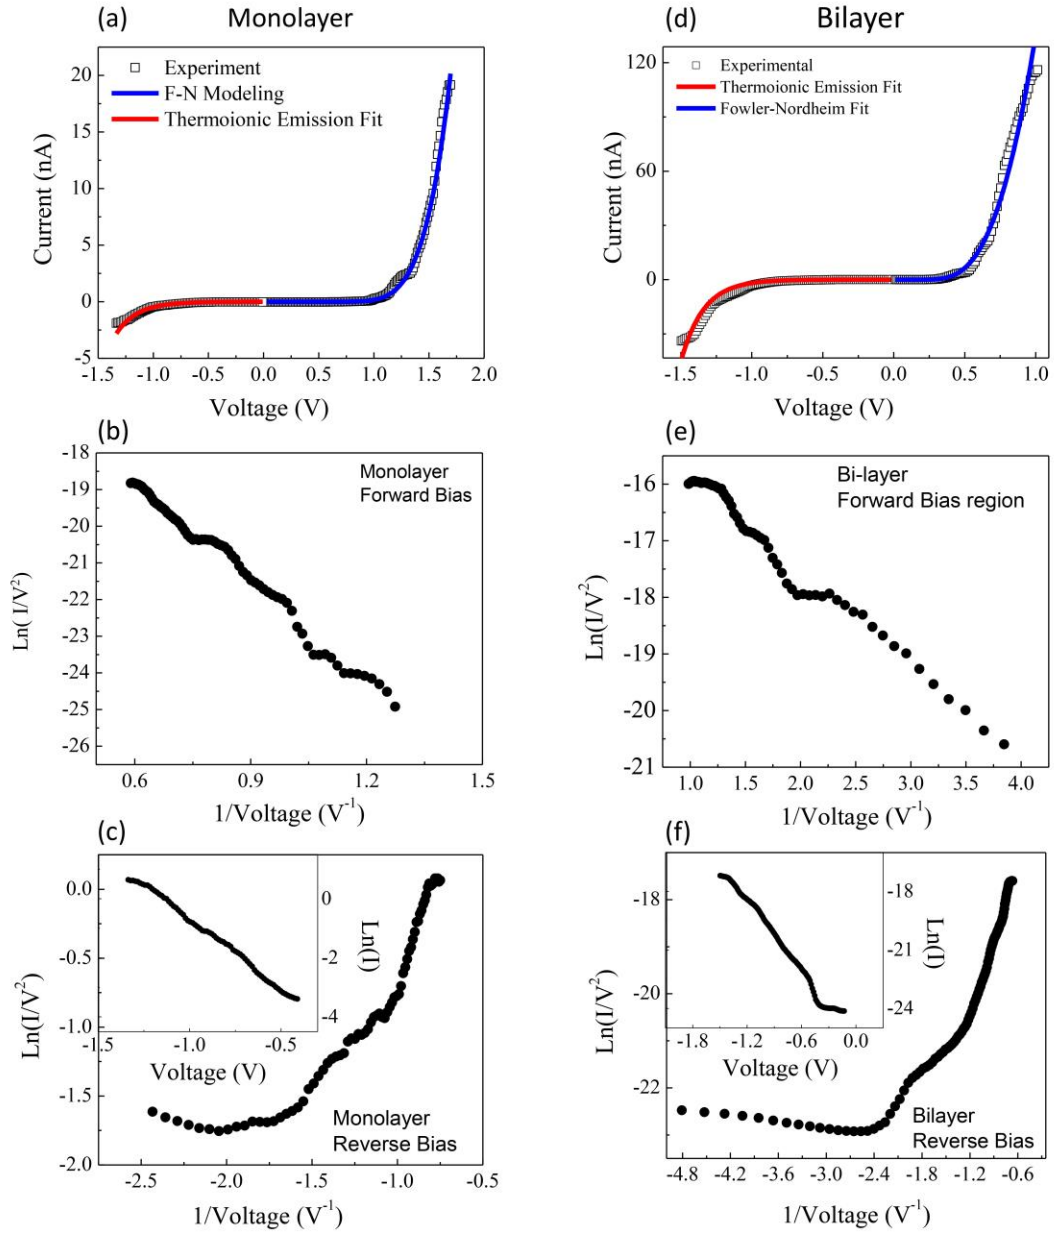 (a) Monolayer
Experiment
F-N Modeling
Thermoionic Emission Fit
20
15
10
5
0
-5
Current (nA)
-1.5 -1.0 -0.5 0.0 0.5 1.0 1.5 2.0
Voltage (V)
(d) Bilayer
Experimental
Thermoionic Emission Fit
Fowler-Nordheim Fit
120
60
0
Current (nA)
-1.5 -1.0 -0.5 0.0 0.5 1.0
Voltage (V)
(b)
Monolayer
Forward Bias
-18
-19
-20
-21
-22
-23
-24
-25
-26
Ln( I/V²)
0.6 0.9 1.2 1.5
1/Voltage (V⁻¹)
(e)
Bi-layer
Forward Bias region
-16
-17
-18
-19
-20
-21
Ln(I/V²)
1.0 1.5 2.0 2.5 3.0 3.5 4.0
1/Voltage (V⁻¹)
(c)
0.0
-0.5
-1.0
-1.5
-2.0
Ln(I/V²)
0
-2
-4
Ln(I)
-1.5 -1.0 -0.5
Voltage (V)
Monolayer
Reverse Bias
-2.5 -2.0 -1.5 -1.0 -0.5
1/Voltage (V⁻¹)
(f)
-18
-20
-22
Ln(I/V²)
-18
-21
-24
Ln(I)
-1.8 -1.2 -0.6 0.0
Voltage (V)
Bilayer
Reverse Bias
-4.8 -4.2 -3.6 -3.0 -2.4 -1.8 -1.2 -0.6
1/Voltage (V⁻¹)